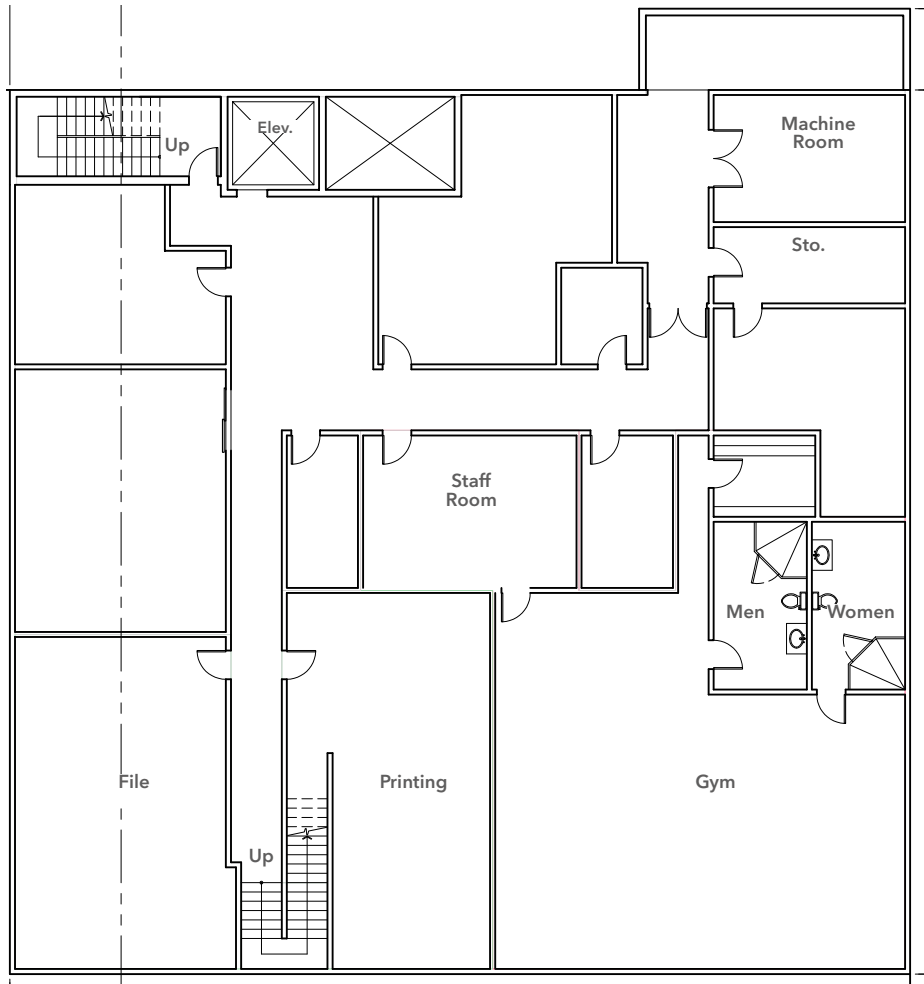 Up
Elev.
Machine
Room
Sto.
Staff
Room
Men
Women
File
Printing
Gym
Up